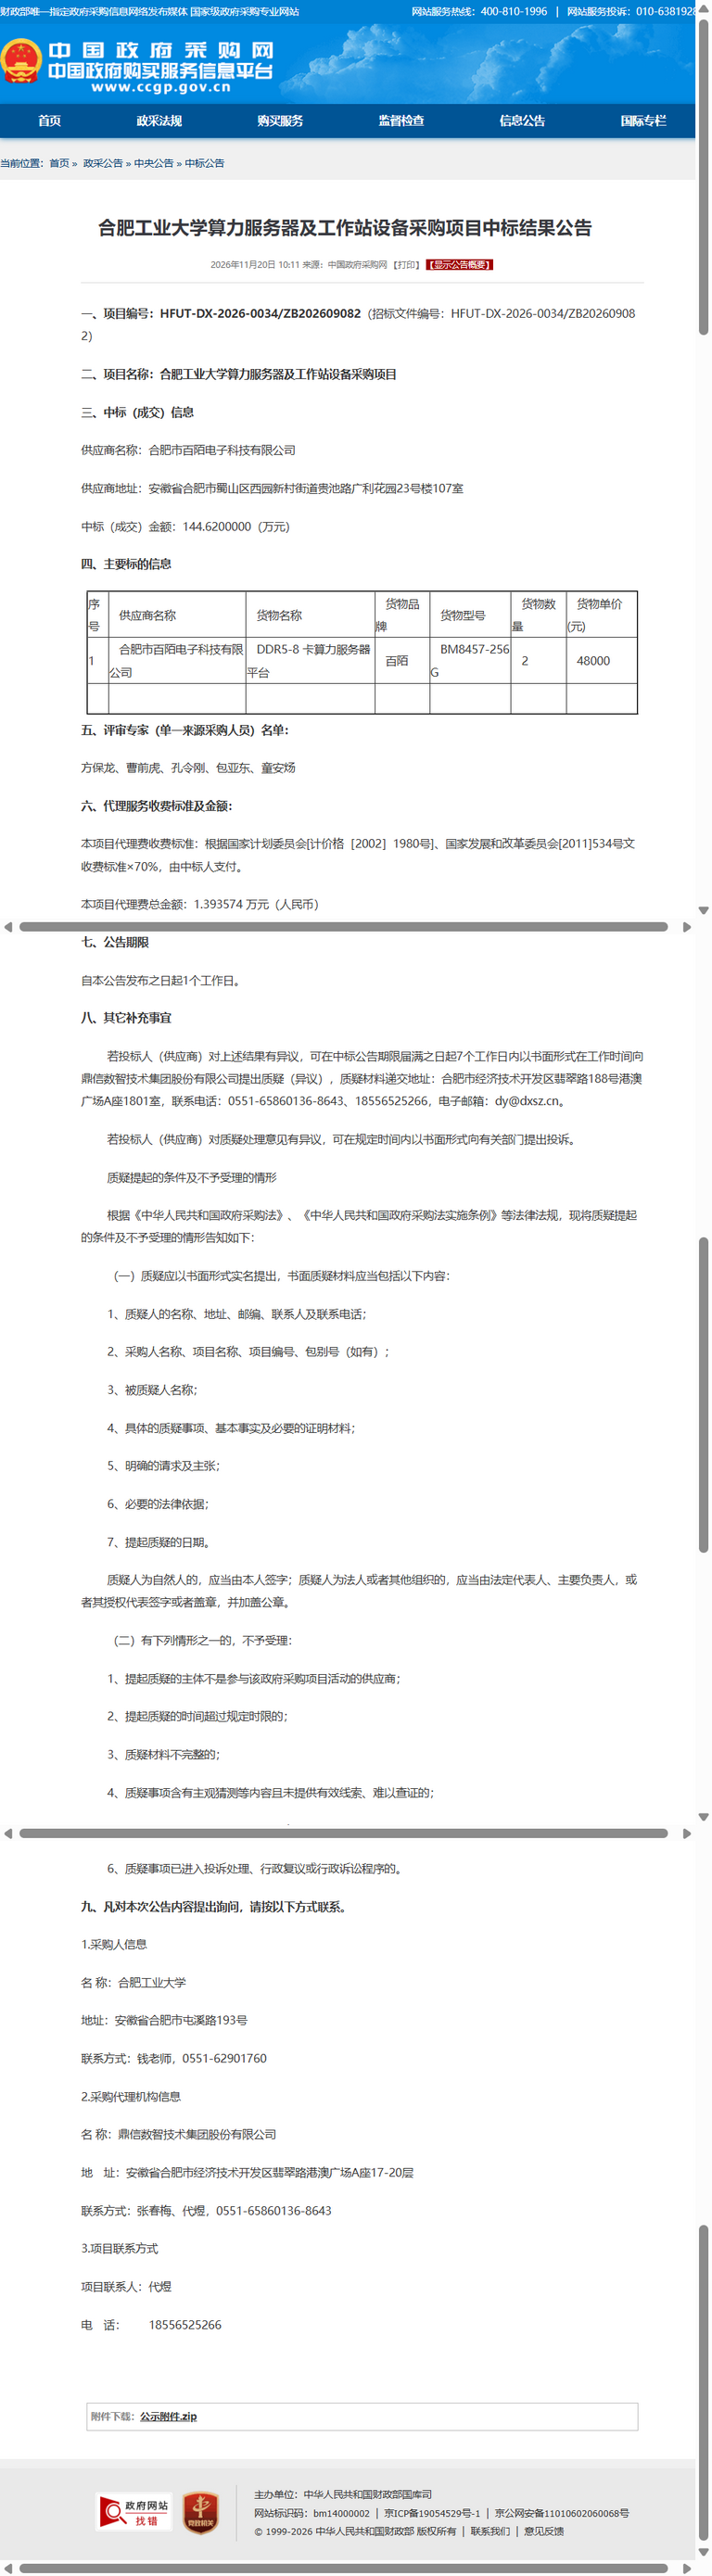 财政部唯一指定政府采购信息网络发布媒体 国家级政府采购专业网站
网站服务热线：400-810-1996 | 网站服务投诉：010-6381928
中国政府采购网
中国政府购买服务信息平台
www.ccgp.gov.cn
首页 政采法规 购买服务 监督检查 信息公告 国际专栏
当前位置：首页 » 政采公告 » 中央公告 » 中标公告
合肥工业大学算力服务器及工作站设备采购项目中标结果公告
2026年11月20日 10:11 来源：中国政府采购网 【打印】 【显示公告概要】
一、项目编号：HFUT-DX-2026-0034/ZB202609082（招标文件编号：HFUT-DX-2026-0034/ZB20260908
2）
二、项目名称：合肥工业大学算力服务器及工作站设备采购项目
三、中标（成交）信息
供应商名称：合肥市百陌电子科技有限公司
供应商地址：安徽省合肥市蜀山区西园新村街道贵池路广利花园23号楼107室
中标（成交）金额：144.6200000（万元）
四、主要标的信息
序号 供应商名称 货物名称 货物品牌 货物型号 货物数量 货物单价(元)
1 合肥市百陌电子科技有限公司 DDR5-8 卡算力服务器平台 百陌 BM8457-256G 2 48000
五、评审专家（单一来源采购人员）名单：
方保龙、曹前虎、孔令刚、包亚东、童安炀
六、代理服务收费标准及金额：
本项目代理费收费标准：根据国家计划委员会[计价格［2002］1980号]、国家发展和改革委员会[2011]534号文
收费标准×70%，由中标人支付。
本项目代理费总金额：1.393574 万元（人民币）
七、公告期限
自本公告发布之日起1个工作日。
八、其它补充事宜
若投标人（供应商）对上述结果有异议，可在中标公告期限届满之日起7个工作日内以书面形式在工作时间向
鼎信数智技术集团股份有限公司提出质疑（异议），质疑材料递交地址：合肥市经济技术开发区翡翠路188号港澳
广场A座1801室，联系电话：0551-65860136-8643、18556525266，电子邮箱：dy@dxsz.cn。
若投标人（供应商）对质疑处理意见有异议，可在规定时间内以书面形式向有关部门提出投诉。
质疑提起的条件及不予受理的情形
根据《中华人民共和国政府采购法》、《中华人民共和国政府采购法实施条例》等法律法规，现将质疑提起
的条件及不予受理的情形告知如下：
（一）质疑应以书面形式实名提出，书面质疑材料应当包括以下内容：
1、质疑人的名称、地址、邮编、联系人及联系电话；
2、采购人名称、项目名称、项目编号、包别号（如有）；
3、被质疑人名称；
4、具体的质疑事项、基本事实及必要的证明材料；
5、明确的请求及主张；
6、必要的法律依据；
7、提起质疑的日期。
质疑人为自然人的，应当由本人签字；质疑人为法人或者其他组织的，应当由法定代表人、主要负责人，或
者其授权代表签字或者盖章，并加盖公章。
（二）有下列情形之一的，不予受理：
1、提起质疑的主体不是参与该政府采购项目活动的供应商；
2、提起质疑的时间超过规定时限的；
3、质疑材料不完整的；
4、质疑事项含有主观猜测等内容且未提供有效线索、难以查证的；
6、质疑事项已进入投诉处理、行政复议或行政诉讼程序的。
九、凡对本次公告内容提出询问，请按以下方式联系。
1.采购人信息
名 称：合肥工业大学
地址：安徽省合肥市屯溪路193号
联系方式：钱老师，0551-62901760
2.采购代理机构信息
名 称：鼎信数智技术集团股份有限公司
地　址：安徽省合肥市经济技术开发区翡翠路港澳广场A座17-20层
联系方式：张春梅、代煜，0551-65860136-8643
3.项目联系方式
项目联系人：代煜
电　话：　　18556525266
附件下载：公示附件.zip
政府网站
找错
党政机关
主办单位：中华人民共和国财政部国库司
网站标识码：bm14000002 | 京ICP备19054529号-1 | 京公网安备11010602060068号
© 1999-2026 中华人民共和国财政部 版权所有 | 联系我们 | 意见反馈